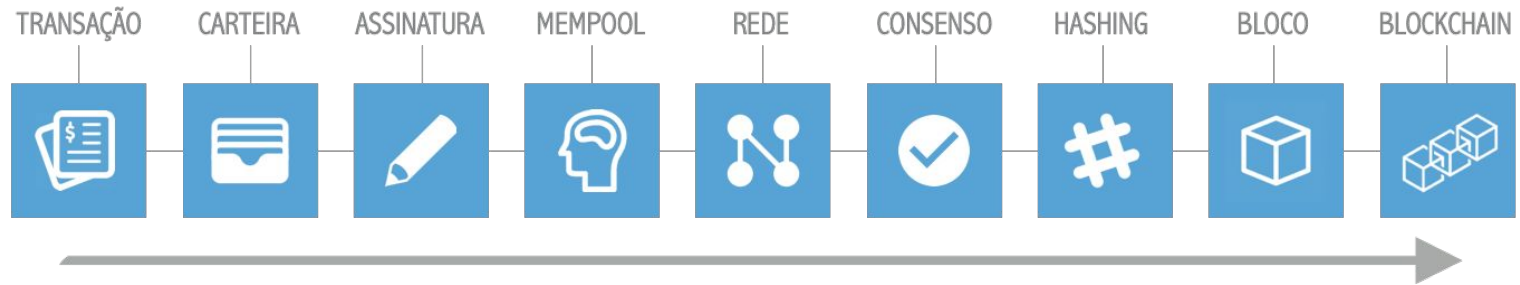 TRANSAÇÃO CARTEIRA ASSINATURA MEMPOOL REDE CONSENSO HASHING BLOCO BLOCKCHAIN
$
#